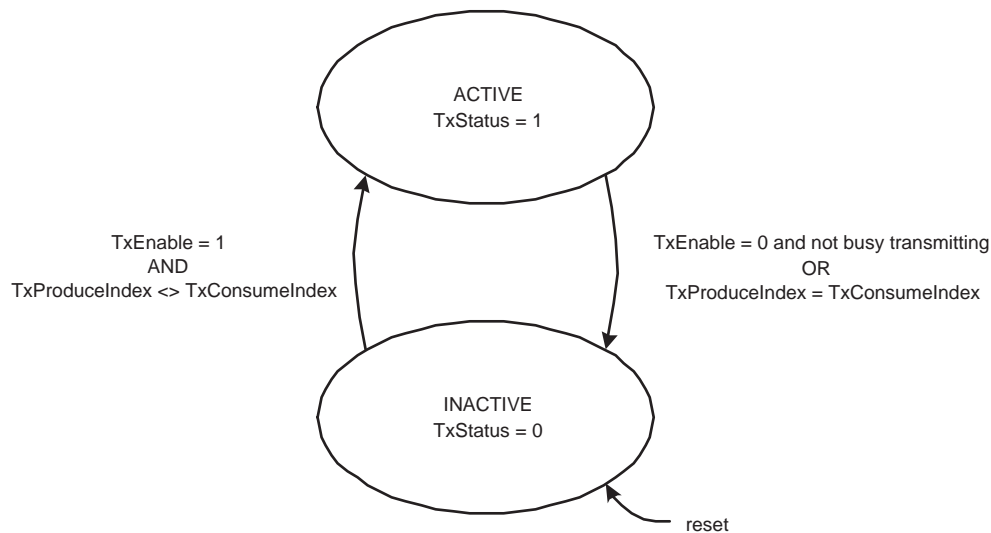 ACTIVE
TxStatus = 1
TxEnable = 1
AND
TxProduceIndex <> TxConsumeIndex
TxEnable = 0 and not busy transmitting
OR
TxProduceIndex = TxConsumeIndex
INACTIVE
TxStatus = 0
reset